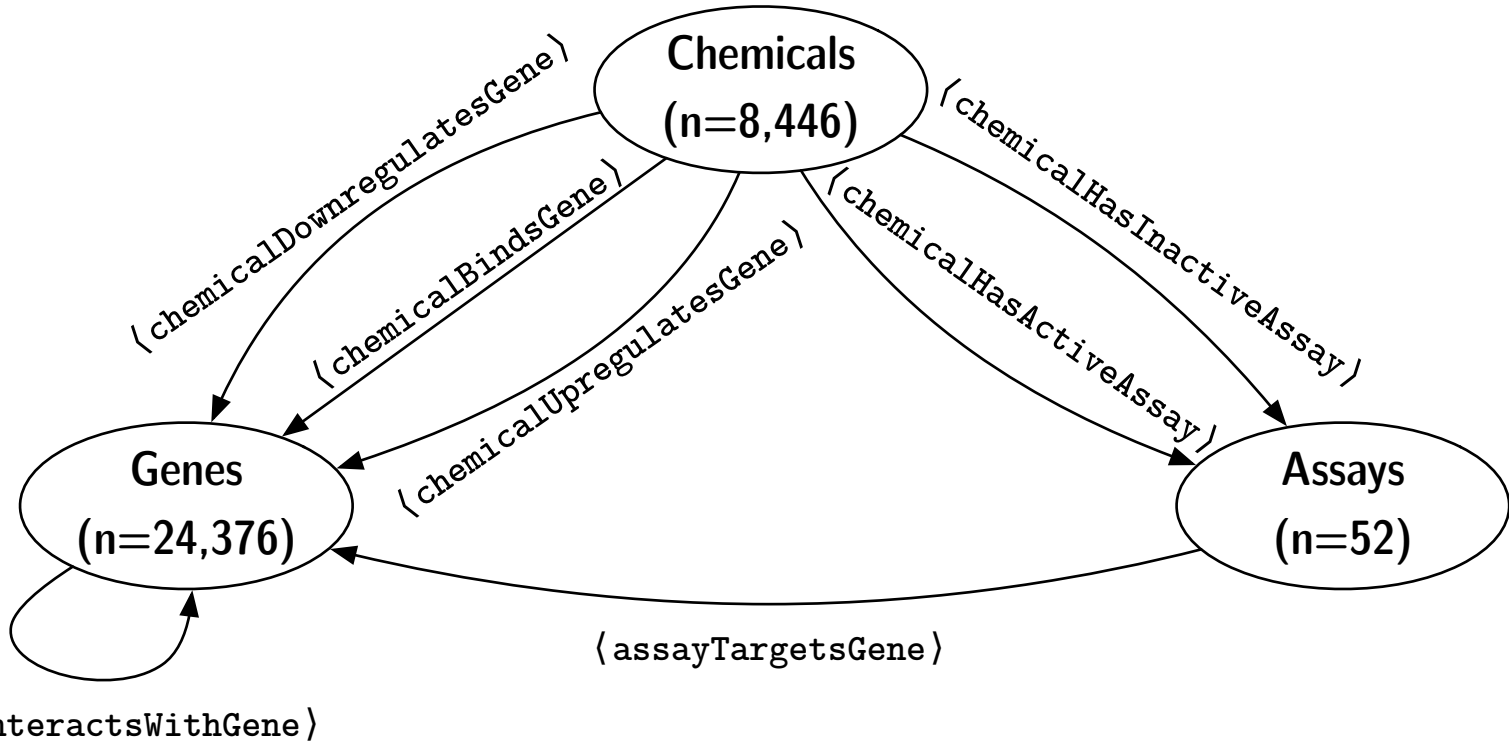 Chemicals
(n=8,446)
⟨chemicalDownregulatesGene⟩
⟨chemicalBindsGene⟩
⟨chemicalUpregulatesGene⟩
⟨chemicalHasActiveAssay⟩
⟨chemicalHasInactiveAssay⟩
Genes
(n=24,376)
Assays
(n=52)
⟨assayTargetsGene⟩
nteractsWithGene⟩